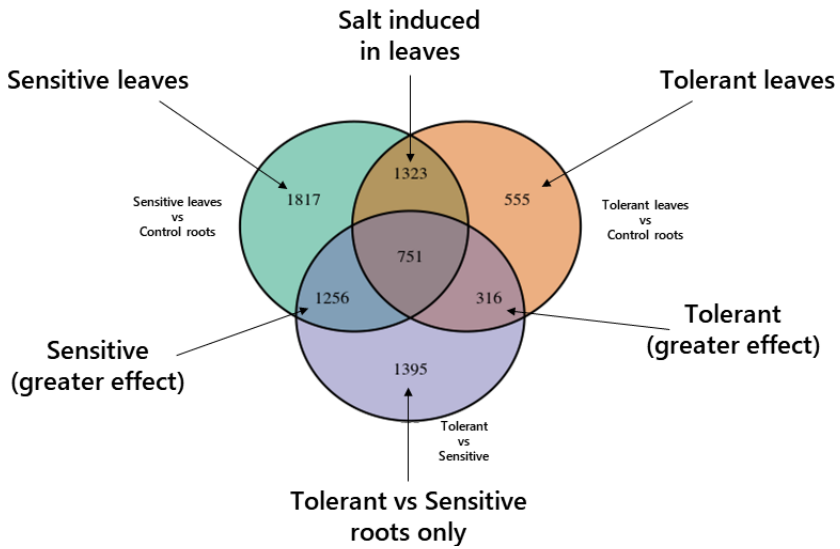 Salt induced
in leaves
Sensitive leaves
Tolerant leaves
1323
1817
555
Sensitive leaves
vs
Control roots
Tolerant leaves
vs
Control roots
751
1256
316
Sensitive
(greater effect)
Tolerant
(greater effect)
1395
Tolerant
vs
Sensitive
Tolerant vs Sensitive
roots only